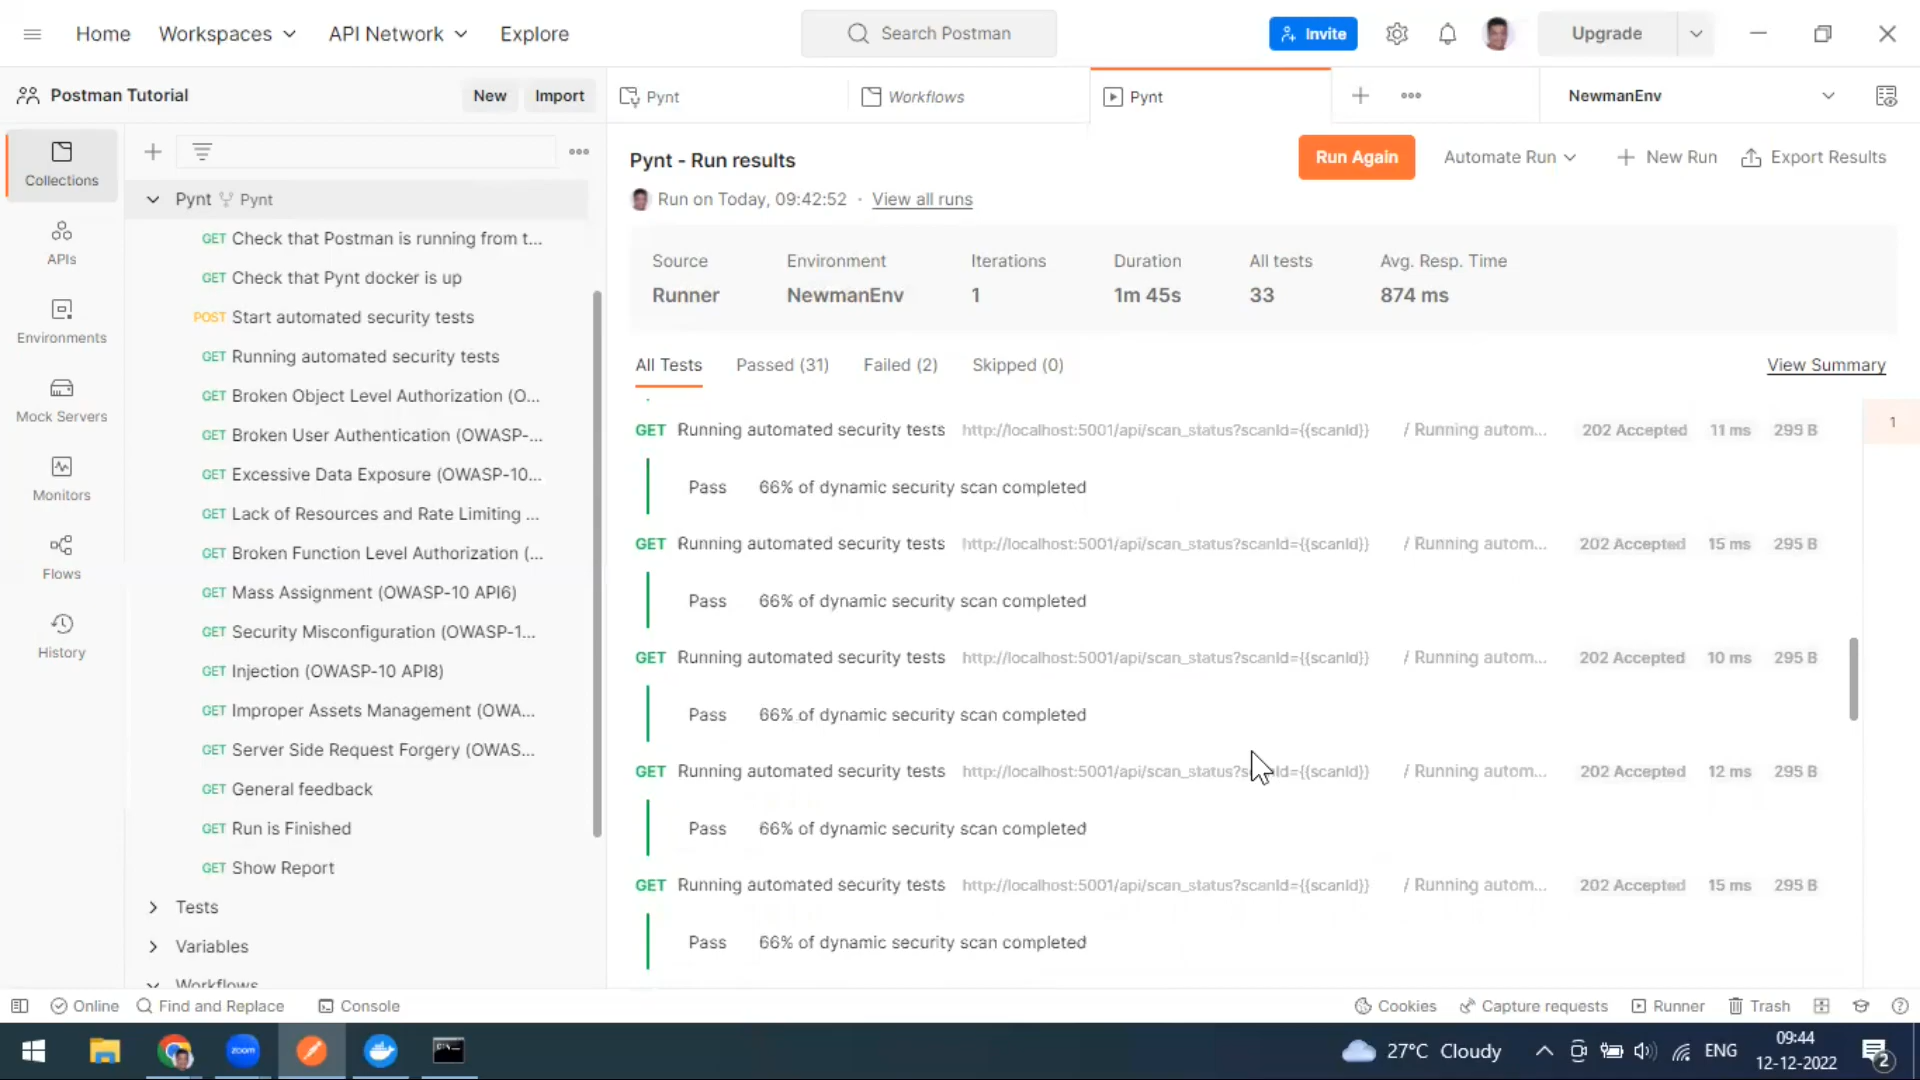 Home Workspaces API Network Explore Search Postman Invite Upgrade
Postman Tutorial New Import Pynt Workflows Pynt NewmanEnv
Collections
APIs
Environments
Mock Servers
Monitors
Flows
History
Pynt Pynt
GET Check that Postman is running from t...
GET Check that Pynt docker is up
POST Start automated security tests
GET Running automated security tests
GET Broken Object Level Authorization (O...
GET Broken User Authentication (OWASP-...
GET Excessive Data Exposure (OWASP-10...
GET Lack of Resources and Rate Limiting ...
GET Broken Function Level Authorization (...
GET Mass Assignment (OWASP-10 API6)
GET Security Misconfiguration (OWASP-1...
GET Injection (OWASP-10 API8)
GET Improper Assets Management (OWA...
GET Server Side Request Forgery (OWAS...
GET General feedback
GET Run is Finished
GET Show Report
Tests
Variables
Workflows
Pynt - Run results Run Again Automate Run New Run Export Results
Run on Today, 09:42:52 · View all runs
Source Environment Iterations Duration All tests Avg. Resp. Time
Runner NewmanEnv 1 1m 45s 33 874 ms
All Tests Passed (31) Failed (2) Skipped (0) View Summary
1
GET Running automated security tests http://localhost:5001/api/scan_status?scanId={{scanId}} / Running autom... 202 Accepted 11 ms 295 B
Pass 66% of dynamic security scan completed
GET Running automated security tests http://localhost:5001/api/scan_status?scanId={{scanId}} / Running autom... 202 Accepted 15 ms 295 B
Pass 66% of dynamic security scan completed
GET Running automated security tests http://localhost:5001/api/scan_status?scanId={{scanId}} / Running autom... 202 Accepted 10 ms 295 B
Pass 66% of dynamic security scan completed
GET Running automated security tests http://localhost:5001/api/scan_status?scanId={{scanId}} / Running autom... 202 Accepted 12 ms 295 B
Pass 66% of dynamic security scan completed
GET Running automated security tests http://localhost:5001/api/scan_status?scanId={{scanId}} / Running autom... 202 Accepted 15 ms 295 B
Pass 66% of dynamic security scan completed
Online Find and Replace Console Cookies Capture requests Runner Trash
zoom 27°C Cloudy ENG 09:44
12-12-2022 2